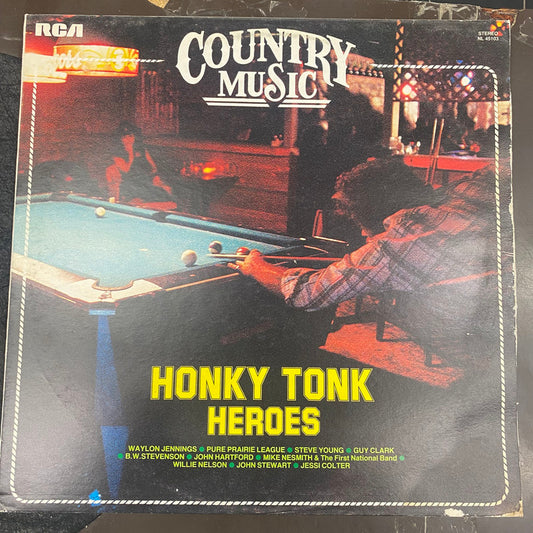 RCA
COUNTRY
MUSIC
STEREO
NL 45103
HONKY TONK
HEROES
WAYLON JENNINGS • PURE PRAIRIE LEAGUE • STEVE YOUNG • GUY CLARK
• B.W. STEVENSON • JOHN HARTFORD • MIKE NESMITH & The First National Band •
WILLIE NELSON • JOHN STEWART • JESSI COLTER